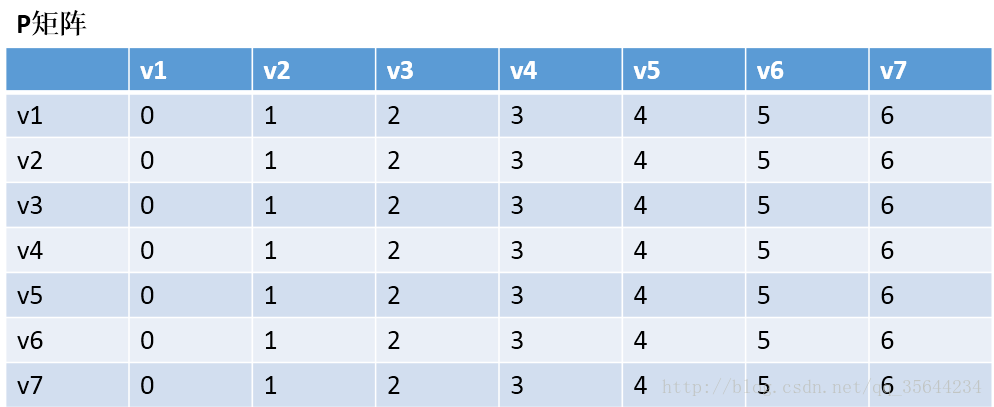 P矩阵
v1 v2 v3 v4 v5 v6 v7
v1 0 1 2 3 4 5 6
v2 0 1 2 3 4 5 6
v3 0 1 2 3 4 5 6
v4 0 1 2 3 4 5 6
v5 0 1 2 3 4 5 6
v6 0 1 2 3 4 5 6
v7 0 1 2 3 4 5 6
http://blog.csdn.net/qq_35644234